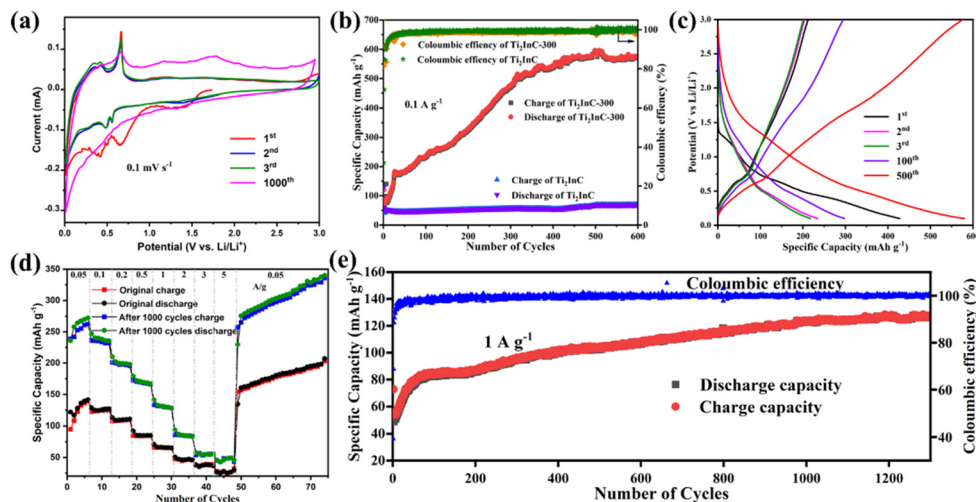 a)
Current (mA)
0.1
0.0
-0.1
-0.2
-0.3
1st
2nd
3rd
1000th
0.1 mV s-1
0.0 0.5 1.0 1.5 2.0 2.5 3.0
Potential (V vs. Li/Li+)
b)
Specific Capacity (mAh g-1)
700
650
600
550
500
450
400
350
300
250
200
150
100
50
0
Coloumbic effiency of Ti2InC-300
Coloumbic effiency of Ti2InC
0.1 A g-1
Charge of Ti2InC-300
Discharge of Ti2InC-300
Charge of Ti2InC
Discharge of Ti2InC
100
80
60
40
20
0
Coloumbic efficiency (%)
0 100 200 300 400 500 600
Number of Cycles
c)
Potential (V vs Li/Li+)
3.0
2.5
2.0
1.5
1.0
0.5
0.0
1st
2nd
3rd
100th
500th
0 100 200 300 400 500
Specific Capacity (mAh g-1)
d)
Specific Capacity (mAh g-1)
350
300
250
200
150
100
50
0.05 0.1 0.2 0.5 1 2 3 5 0.05
A/g
Original charge
Original discharge
After 1000 cycles charge
After 1000 cycles discharge
0 10 20 30 40 50 60 70
Number of Cycles
e)
Specific Capacity (mAh g-1)
160
140
120
100
80
60
40
20
Coloumbic efficiency
1 A g-1
Discharge capacity
Charge capacity
100
80
60
40
Coloumbic efficiency (%)
0 200 400 600 800 1000 1200
Number of Cycles